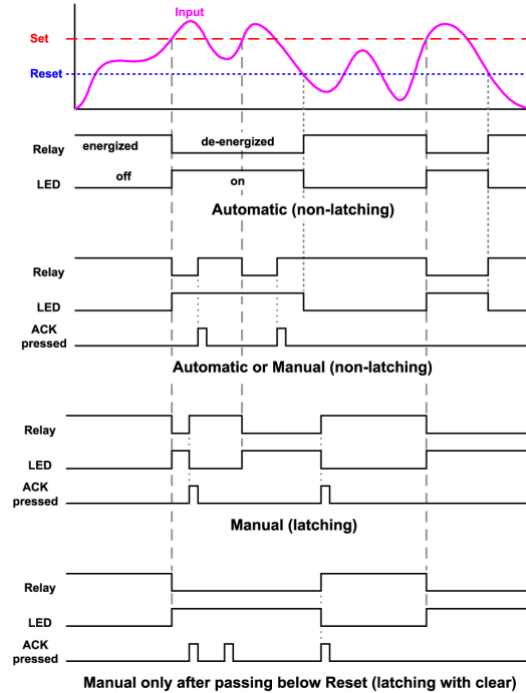 Input
Set
Reset
energized
de-energized
Relay
off
on
LED
Automatic (non-latching)
Relay
LED
ACK
pressed
Automatic or Manual (non-latching)
Relay
LED
ACK
pressed
Manual (latching)
Relay
LED
ACK
pressed
Manual only after passing below Reset (latching with clear)